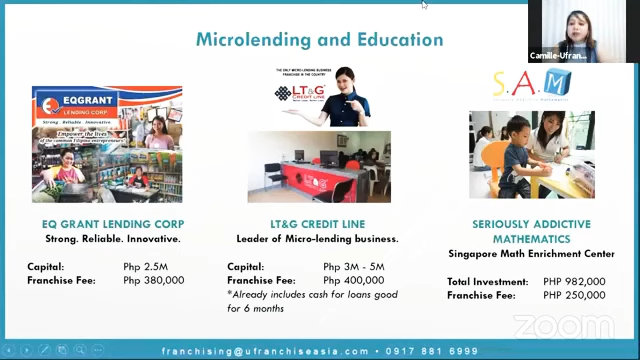 Microlending and Education
Camille-Ufran...
EQGRANT
LENDING CORP
Strong. Reliable. Innovative.
Empower the lives
of the common Filipino entrepreneurs!
EQ GRANT LENDING CORP
Strong. Reliable. Innovative.
Capital: Php 2.5M
Franchise Fee: Php 380,000
THE ONLY MICRO-LENDING BUSINESS
FRANCHISE IN THE COUNTRY
LT&G
CREDIT LINE
LT&G CREDIT LINE
Leader of Micro-lending business.
Capital: Php 3M - 5M
Franchise Fee: Php 400,000
*Already includes cash for loans good
for 6 months
S.A.M
SERIOUSLY ADDICTIVE
MATHEMATICS
Singapore Math Enrichment Center
Total Investment: PHP 982,000
Franchise Fee: PHP 250,000
zoom
franchising@ufranchiseasia.com • 0917 881 6999